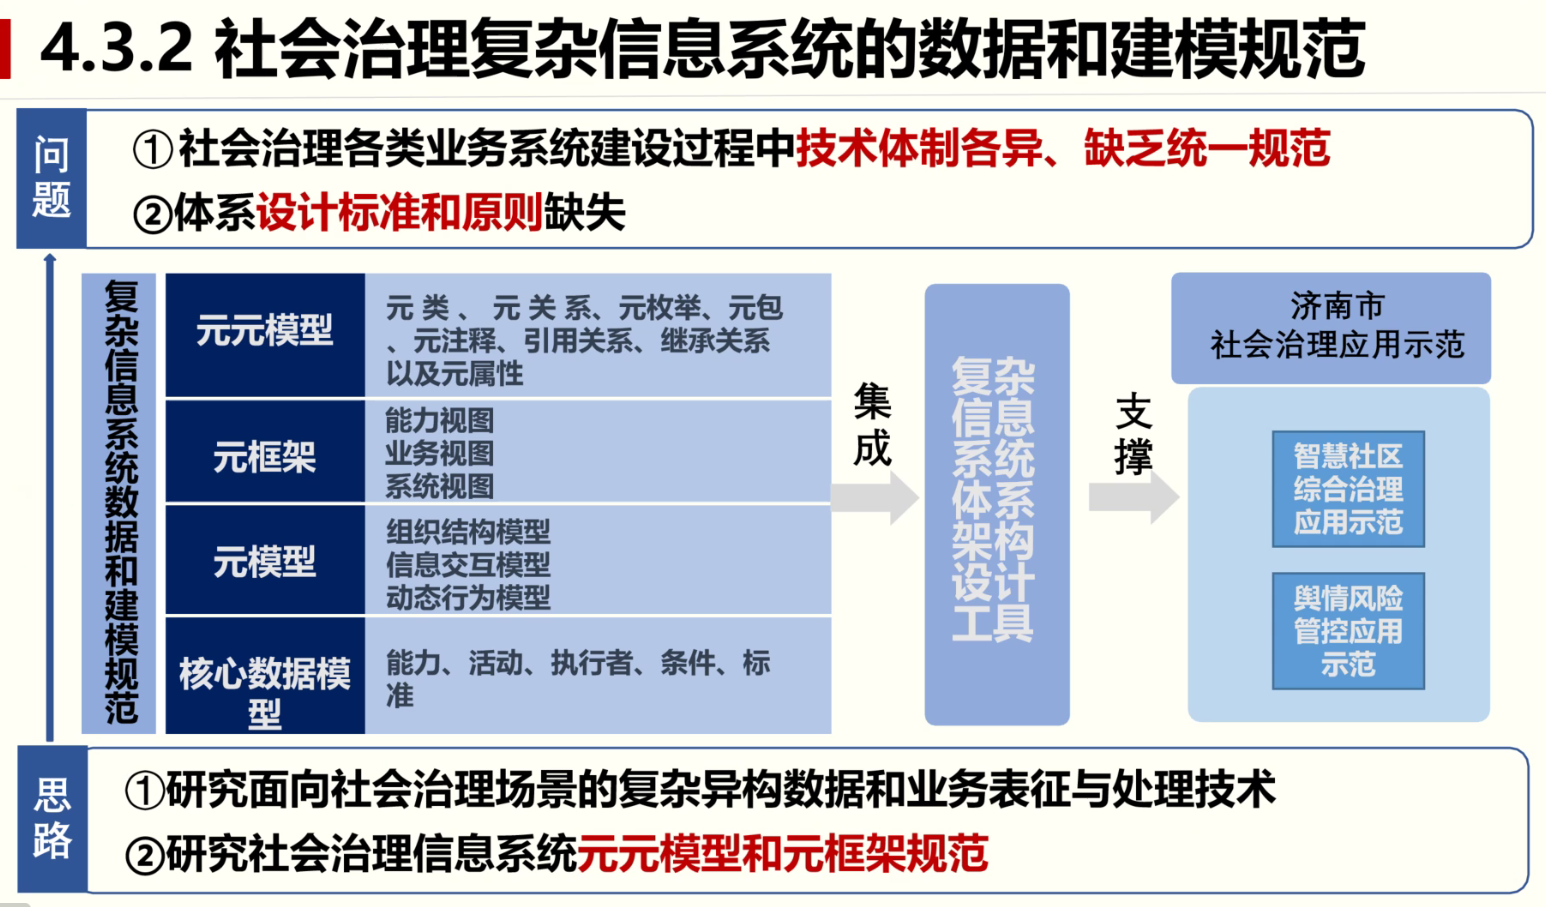 4.3.2 社会治理复杂信息系统的数据和建模规范
问题
①社会治理各类业务系统建设过程中技术体制各异、缺乏统一规范
②体系设计标准和原则缺失
复杂信息系统数据和建模规范
元元模型
元 类 、 元 关 系、元枚举、元包
、元注释、引用关系、继承关系
以及元属性
元框架
能力视图
业务视图
系统视图
元模型
组织结构模型
信息交互模型
动态行为模型
核心数据模
型
能力、活动、执行者、条件、标
准
集成
复杂
信息
系统
体系
架构
设计
工具
支撑
济南市
社会治理应用示范
智慧社区
综合治理
应用示范
舆情风险
管控应用
示范
思路
①研究面向社会治理场景的复杂异构数据和业务表征与处理技术
②研究社会治理信息系统元元模型和元框架规范